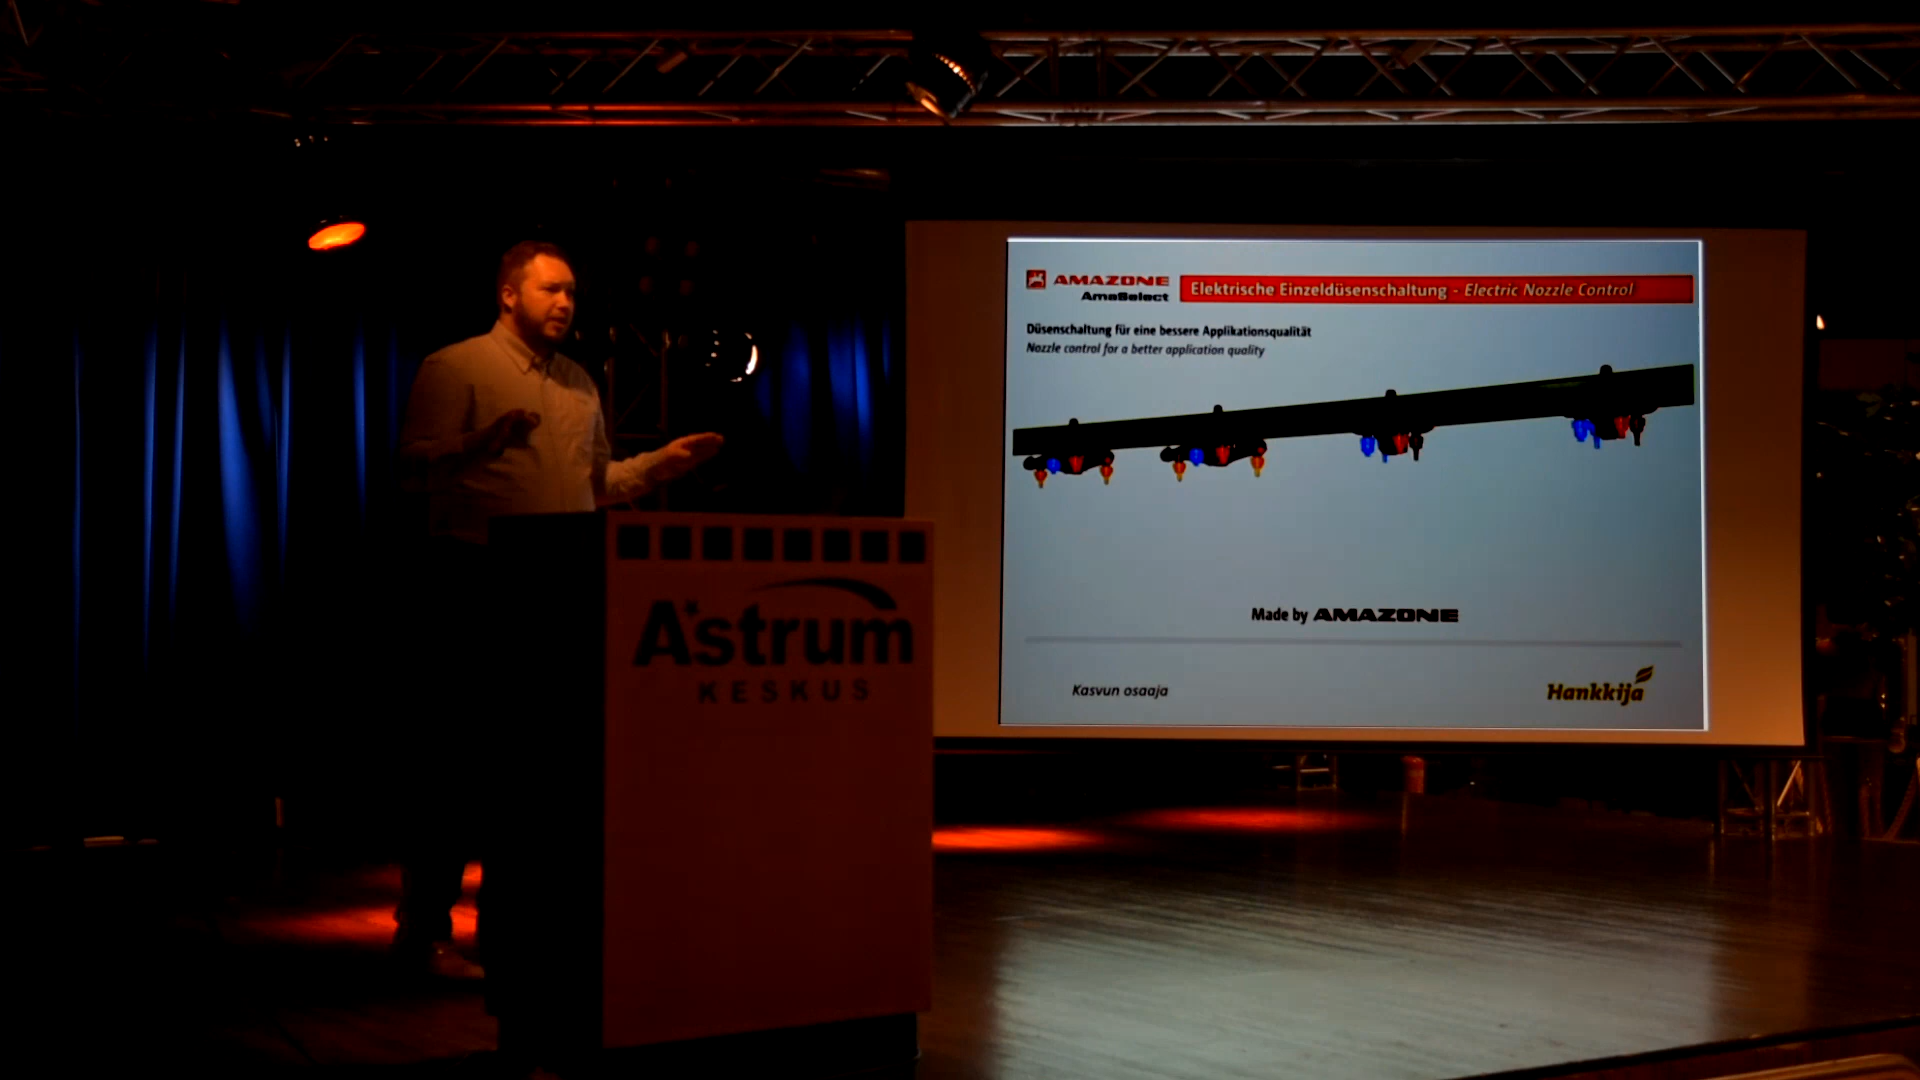 AMAZONE
AmaSelect
Elektrische Einzeldüsenschaltung - Electric Nozzle Control
Düsenschaltung für eine bessere Applikationsqualität
Nozzle control for a better application quality
Made by AMAZONE
Kasvun osaaja
Hankkija
Astrum
KESKUS